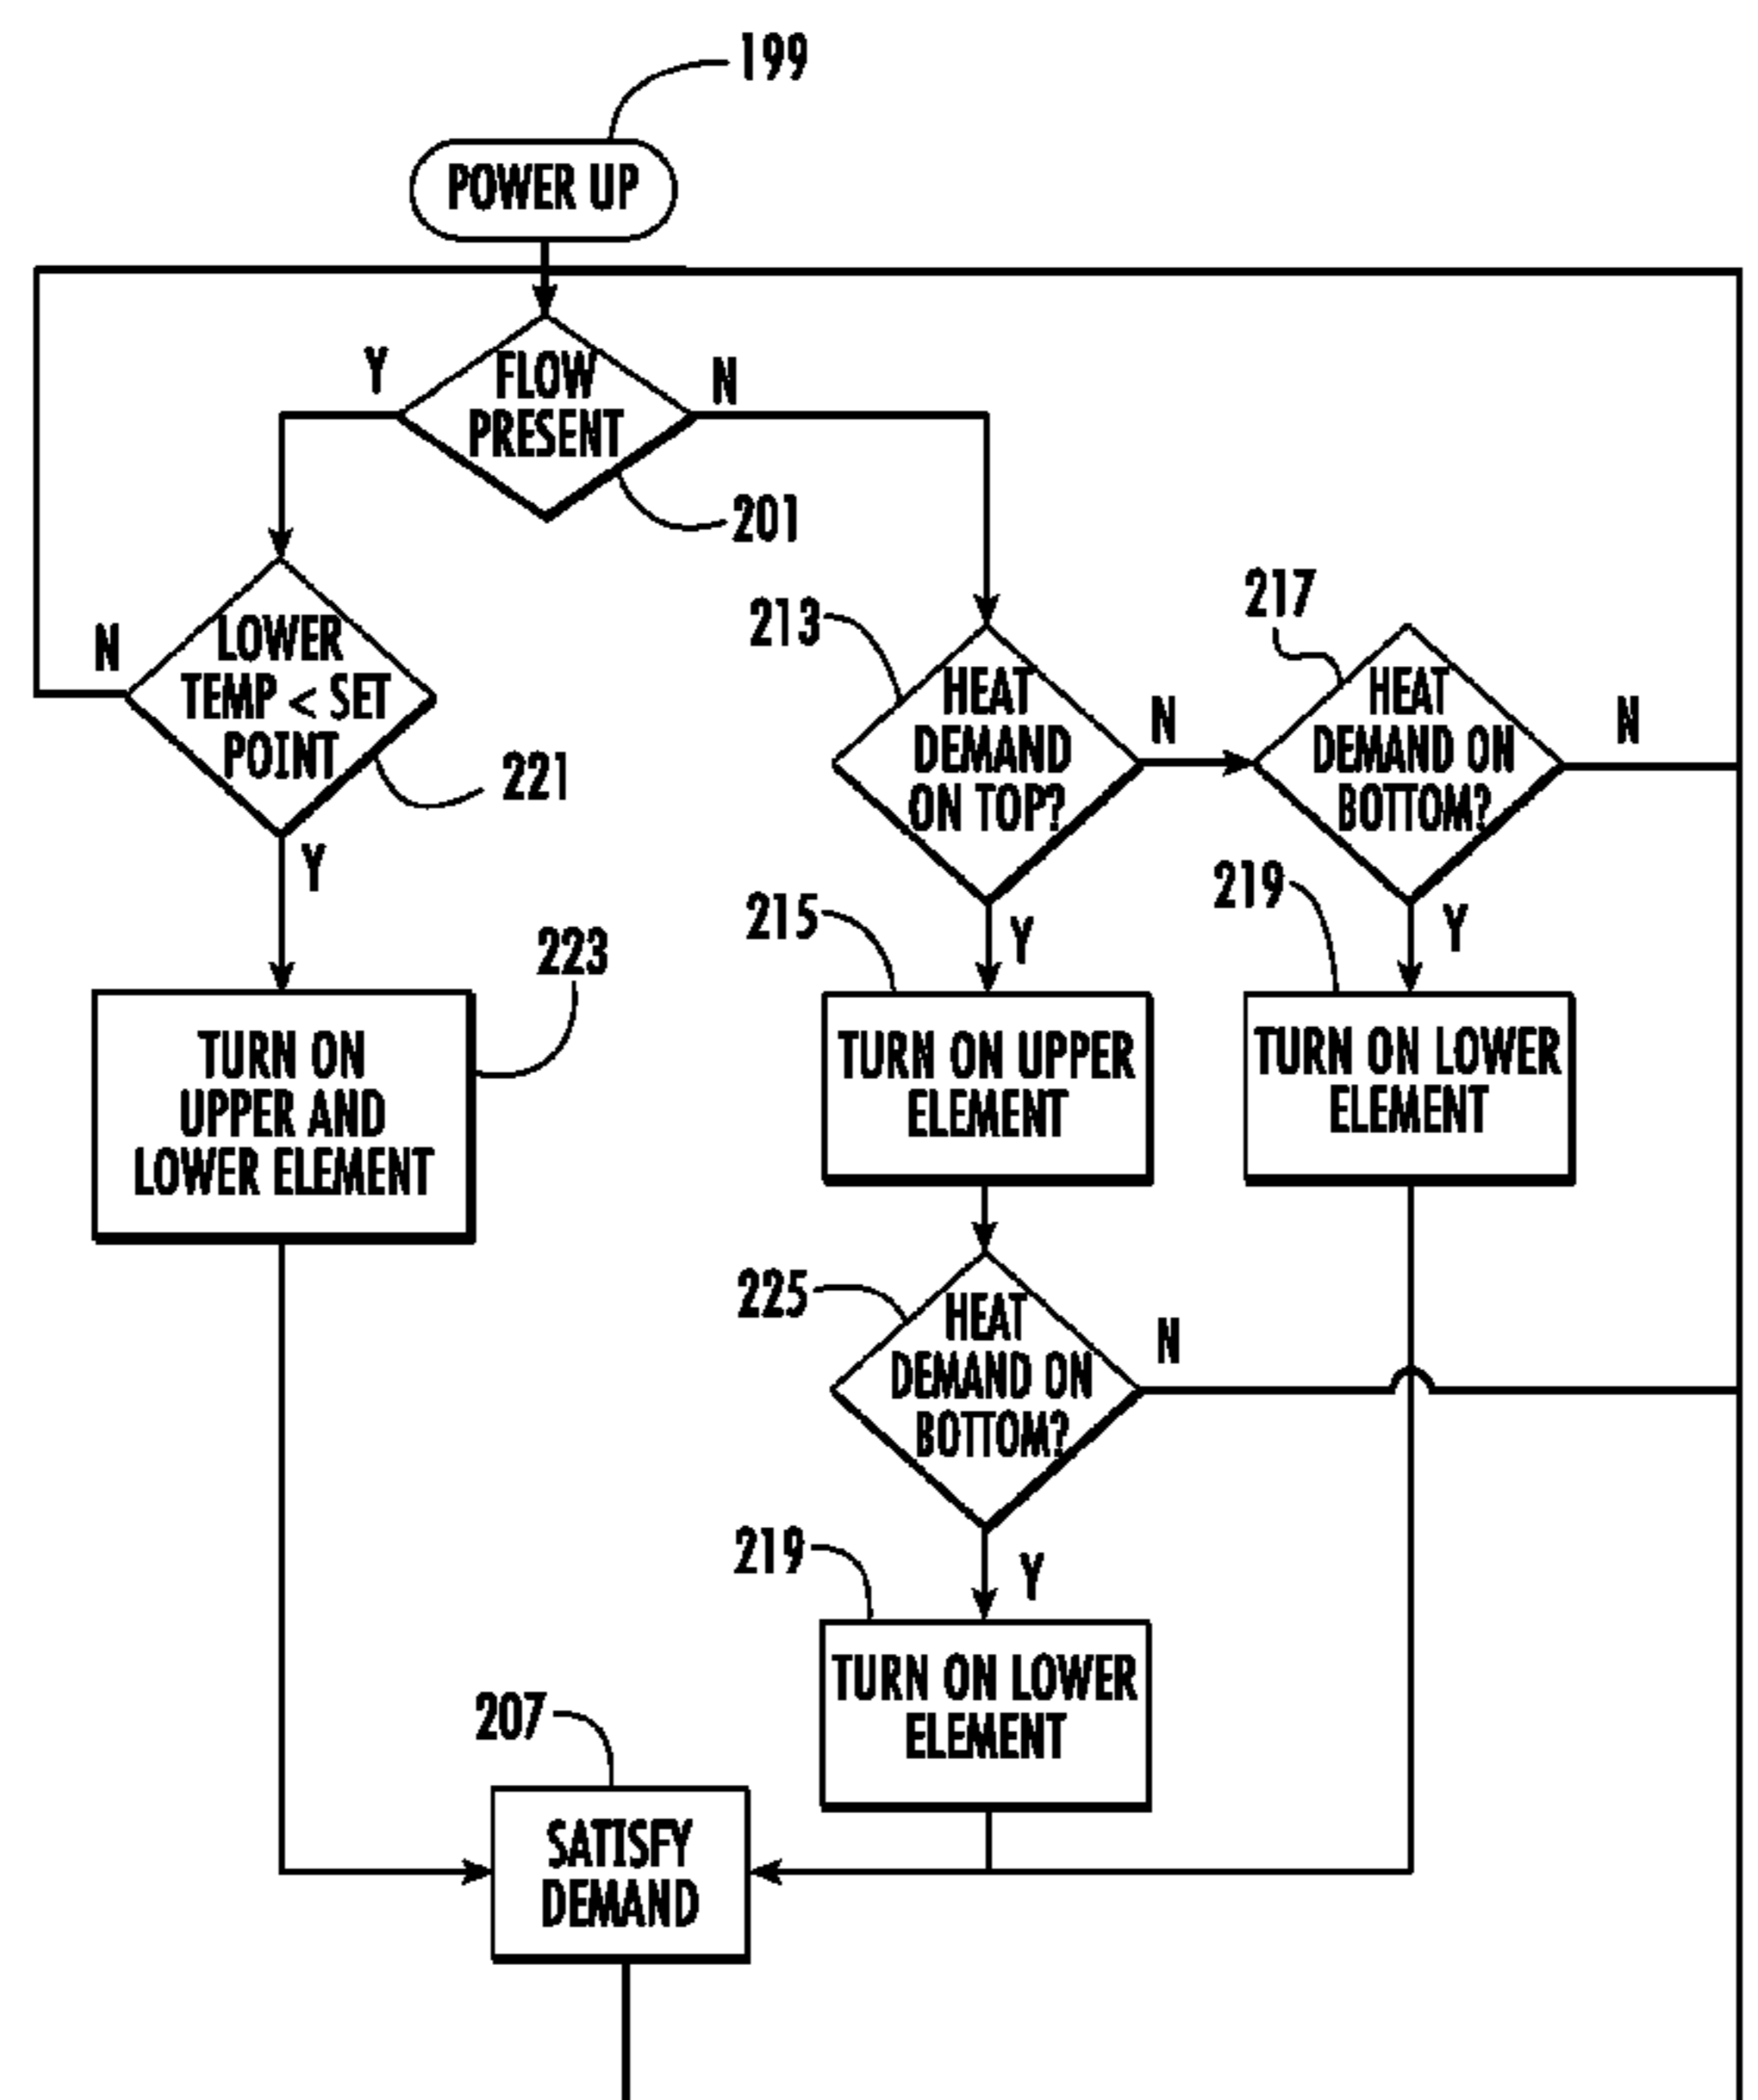 199
POWER UP
Y
FLOW
PRESENT
N
201
N
LOWER
TEMP < SET
POINT
221
Y
213
HEAT
DEMAND
ON TOP?
N
217
HEAT
DEMAND ON
BOTTOM?
N
223
TURN ON
UPPER AND
LOWER ELEMENT
215
Y
TURN ON UPPER
ELEMENT
219
Y
TURN ON LOWER
ELEMENT
225
HEAT
DEMAND ON
BOTTOM?
N
219
Y
TURN ON LOWER
ELEMENT
207
SATISFY
DEMAND